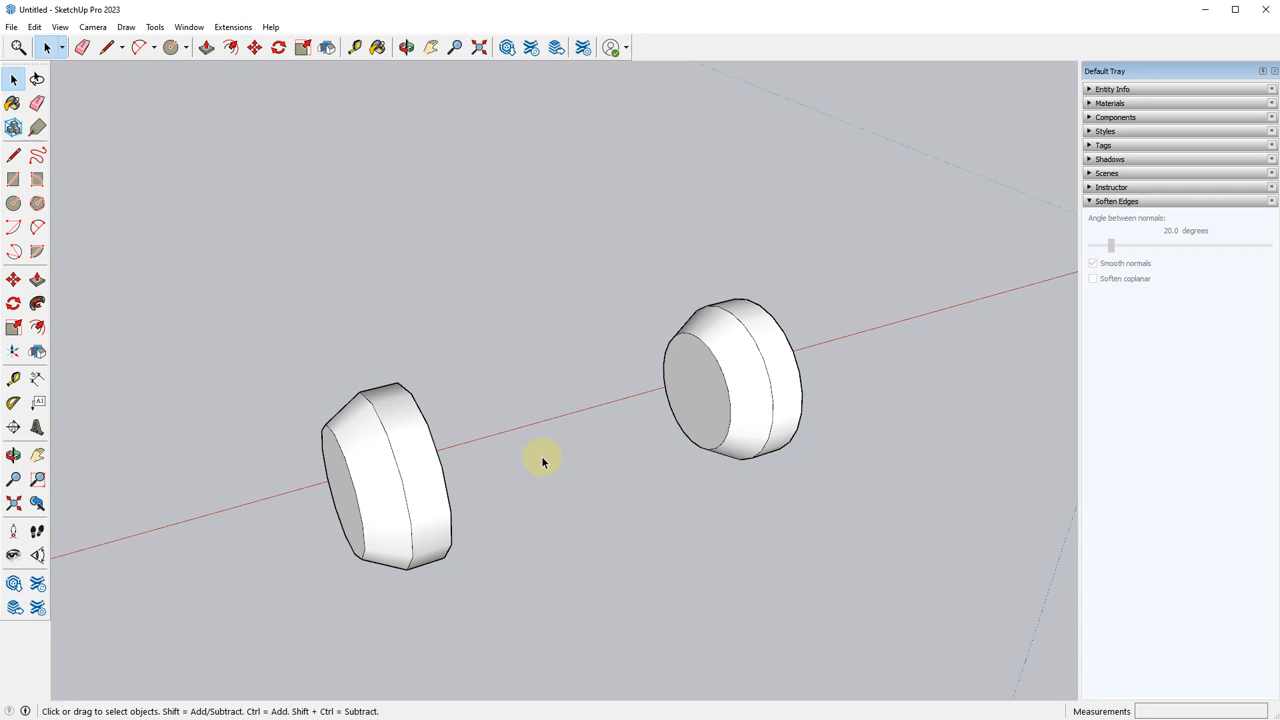 Untitled - SketchUp Pro 2023
File Edit View Camera Draw Tools Window Extensions Help
Default Tray
Entity Info
Materials
Components
Styles
Tags
Shadows
Scenes
Instructor
Soften Edges
Angle between normals:
20.0 degrees
Smooth normals
Soften coplanar
Click or drag to select objects. Shift = Add/Subtract. Ctrl = Add. Shift + Ctrl = Subtract.
Measurements